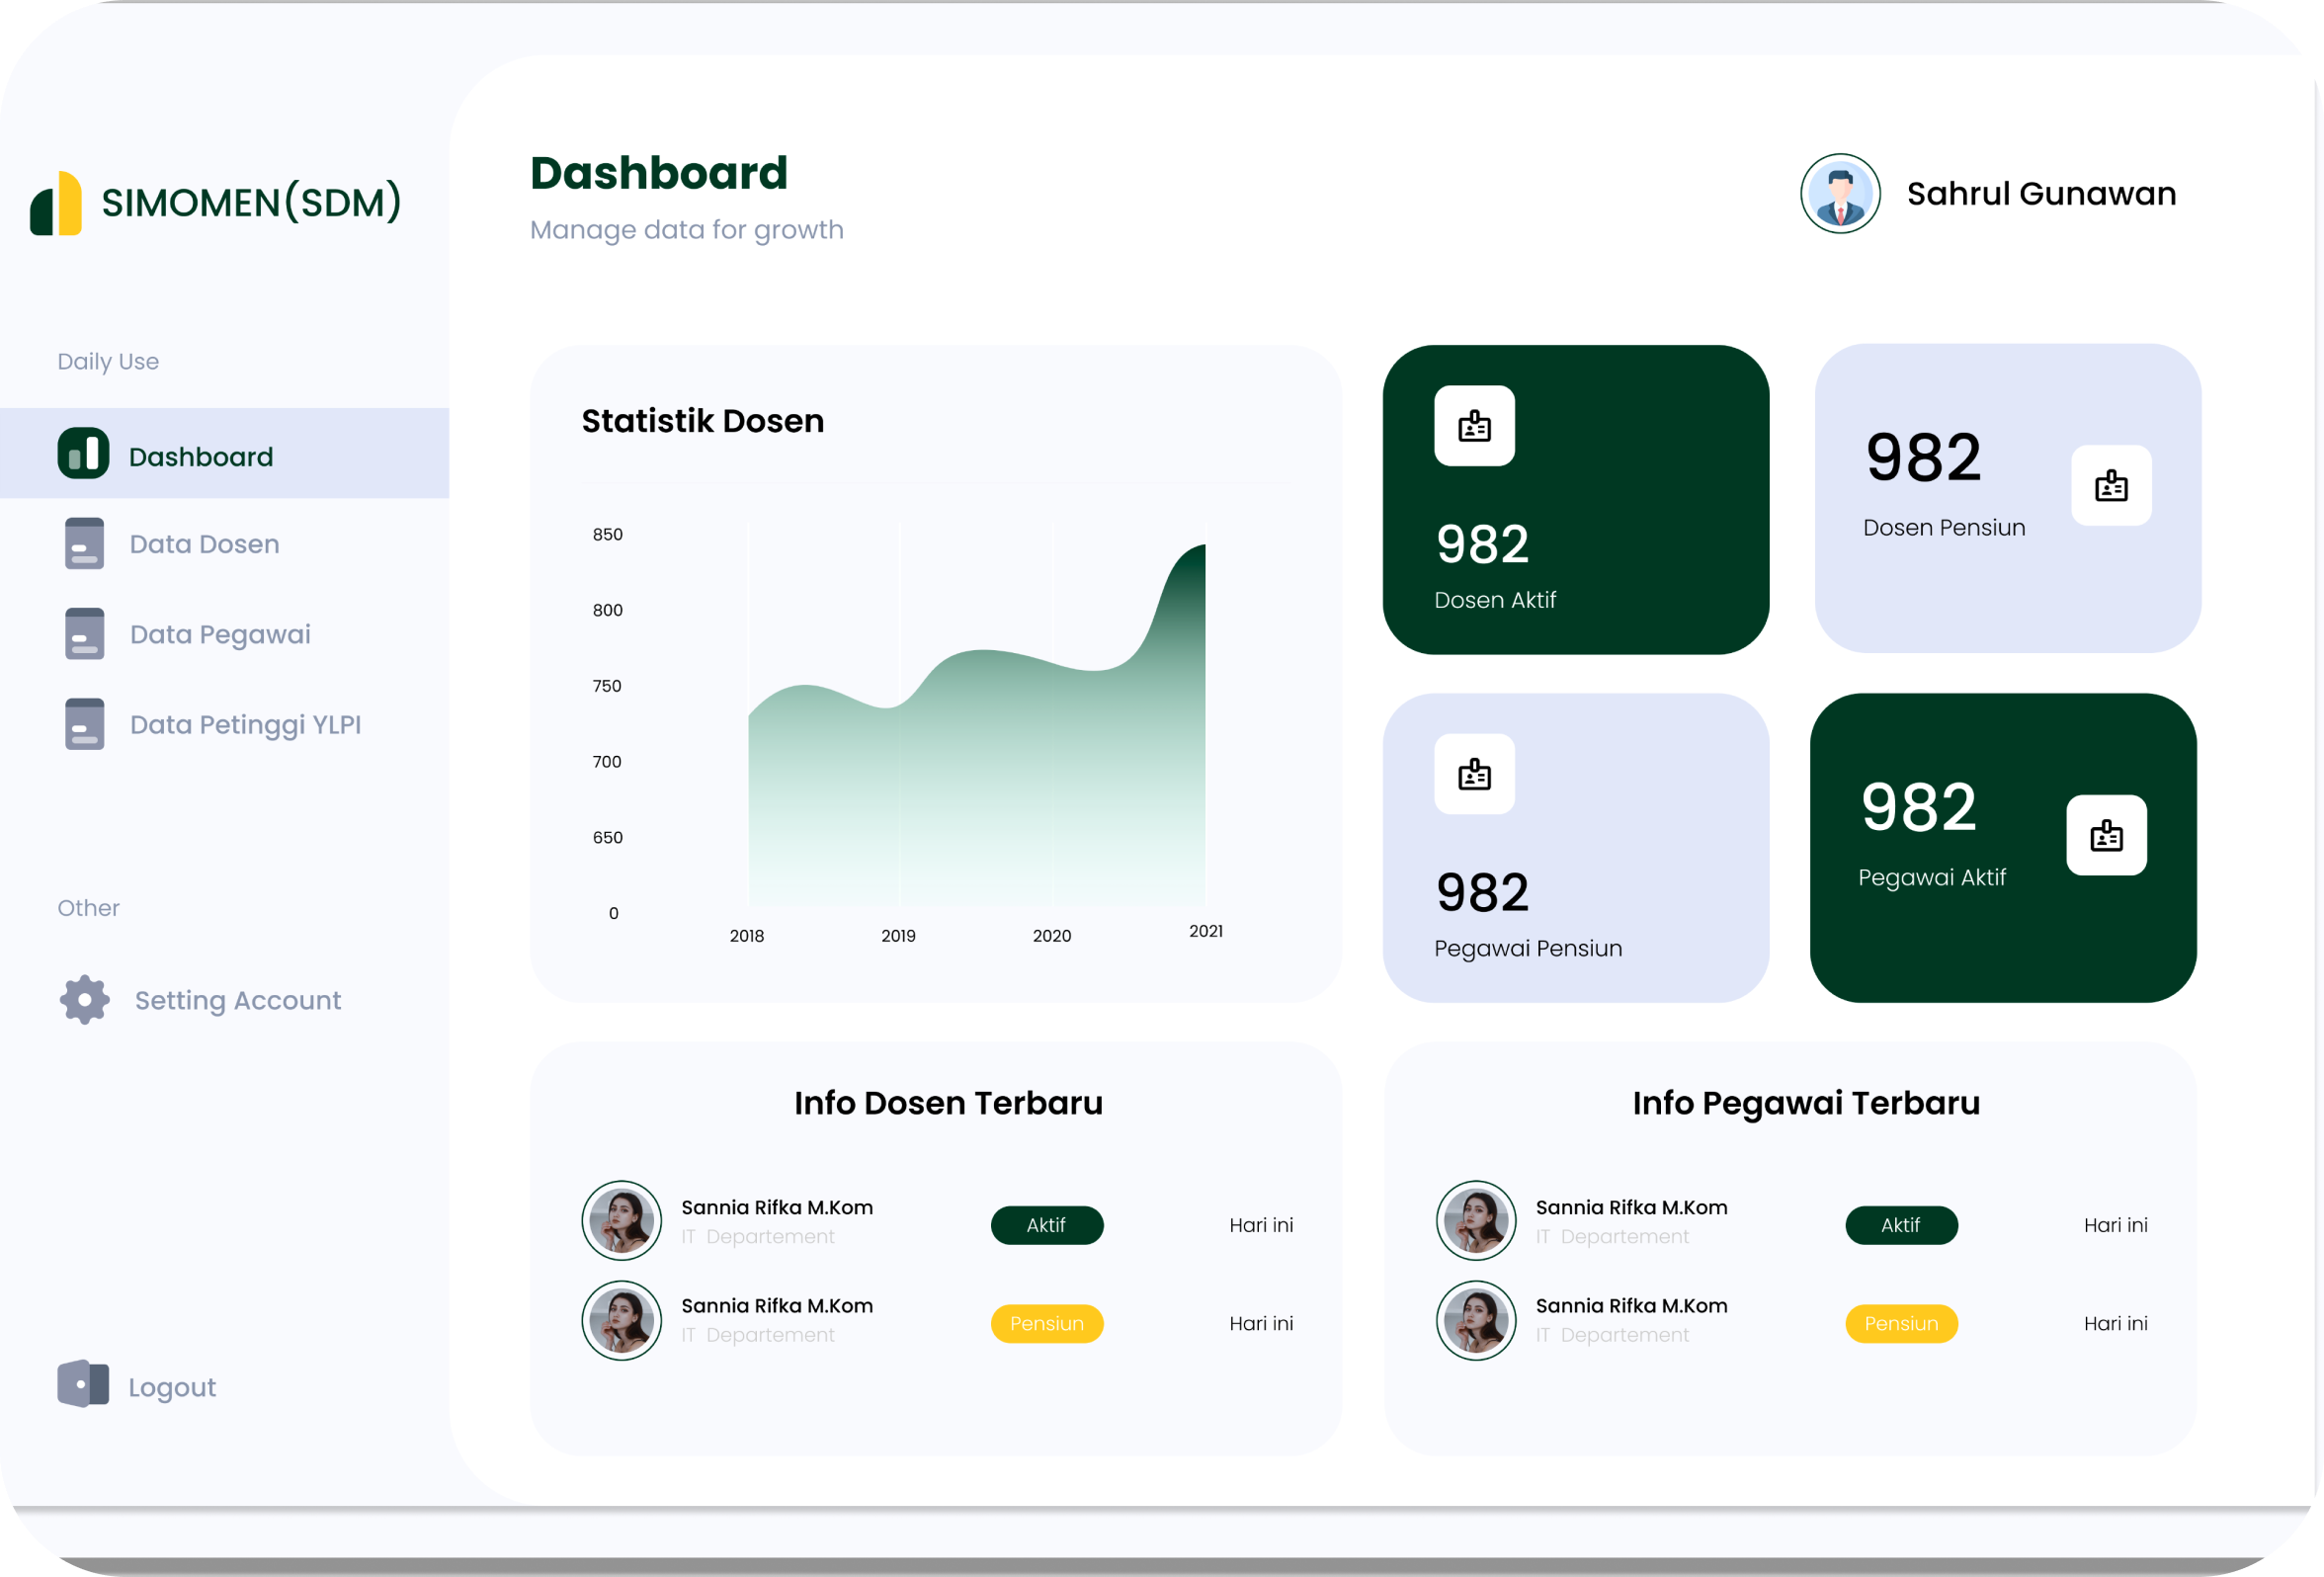 SIMOMEN(SDM)
Daily Use
Dashboard
Data Dosen
Data Pegawai
Data Petinggi YLPI
Other
Setting Account
Logout
Dashboard
Manage data for growth
Sahrul Gunawan
Statistik Dosen
850
800
750
700
650
0
2018
2019
2020
2021
982
Dosen Aktif
982
Dosen Pensiun
982
Pegawai Pensiun
982
Pegawai Aktif
Info Dosen Terbaru
Sannia Rifka M.Kom
IT Departement
Aktif
Hari ini
Sannia Rifka M.Kom
IT Departement
Pensiun
Hari ini
Info Pegawai Terbaru
Sannia Rifka M.Kom
IT Departement
Aktif
Hari ini
Sannia Rifka M.Kom
IT Departement
Pensiun
Hari ini